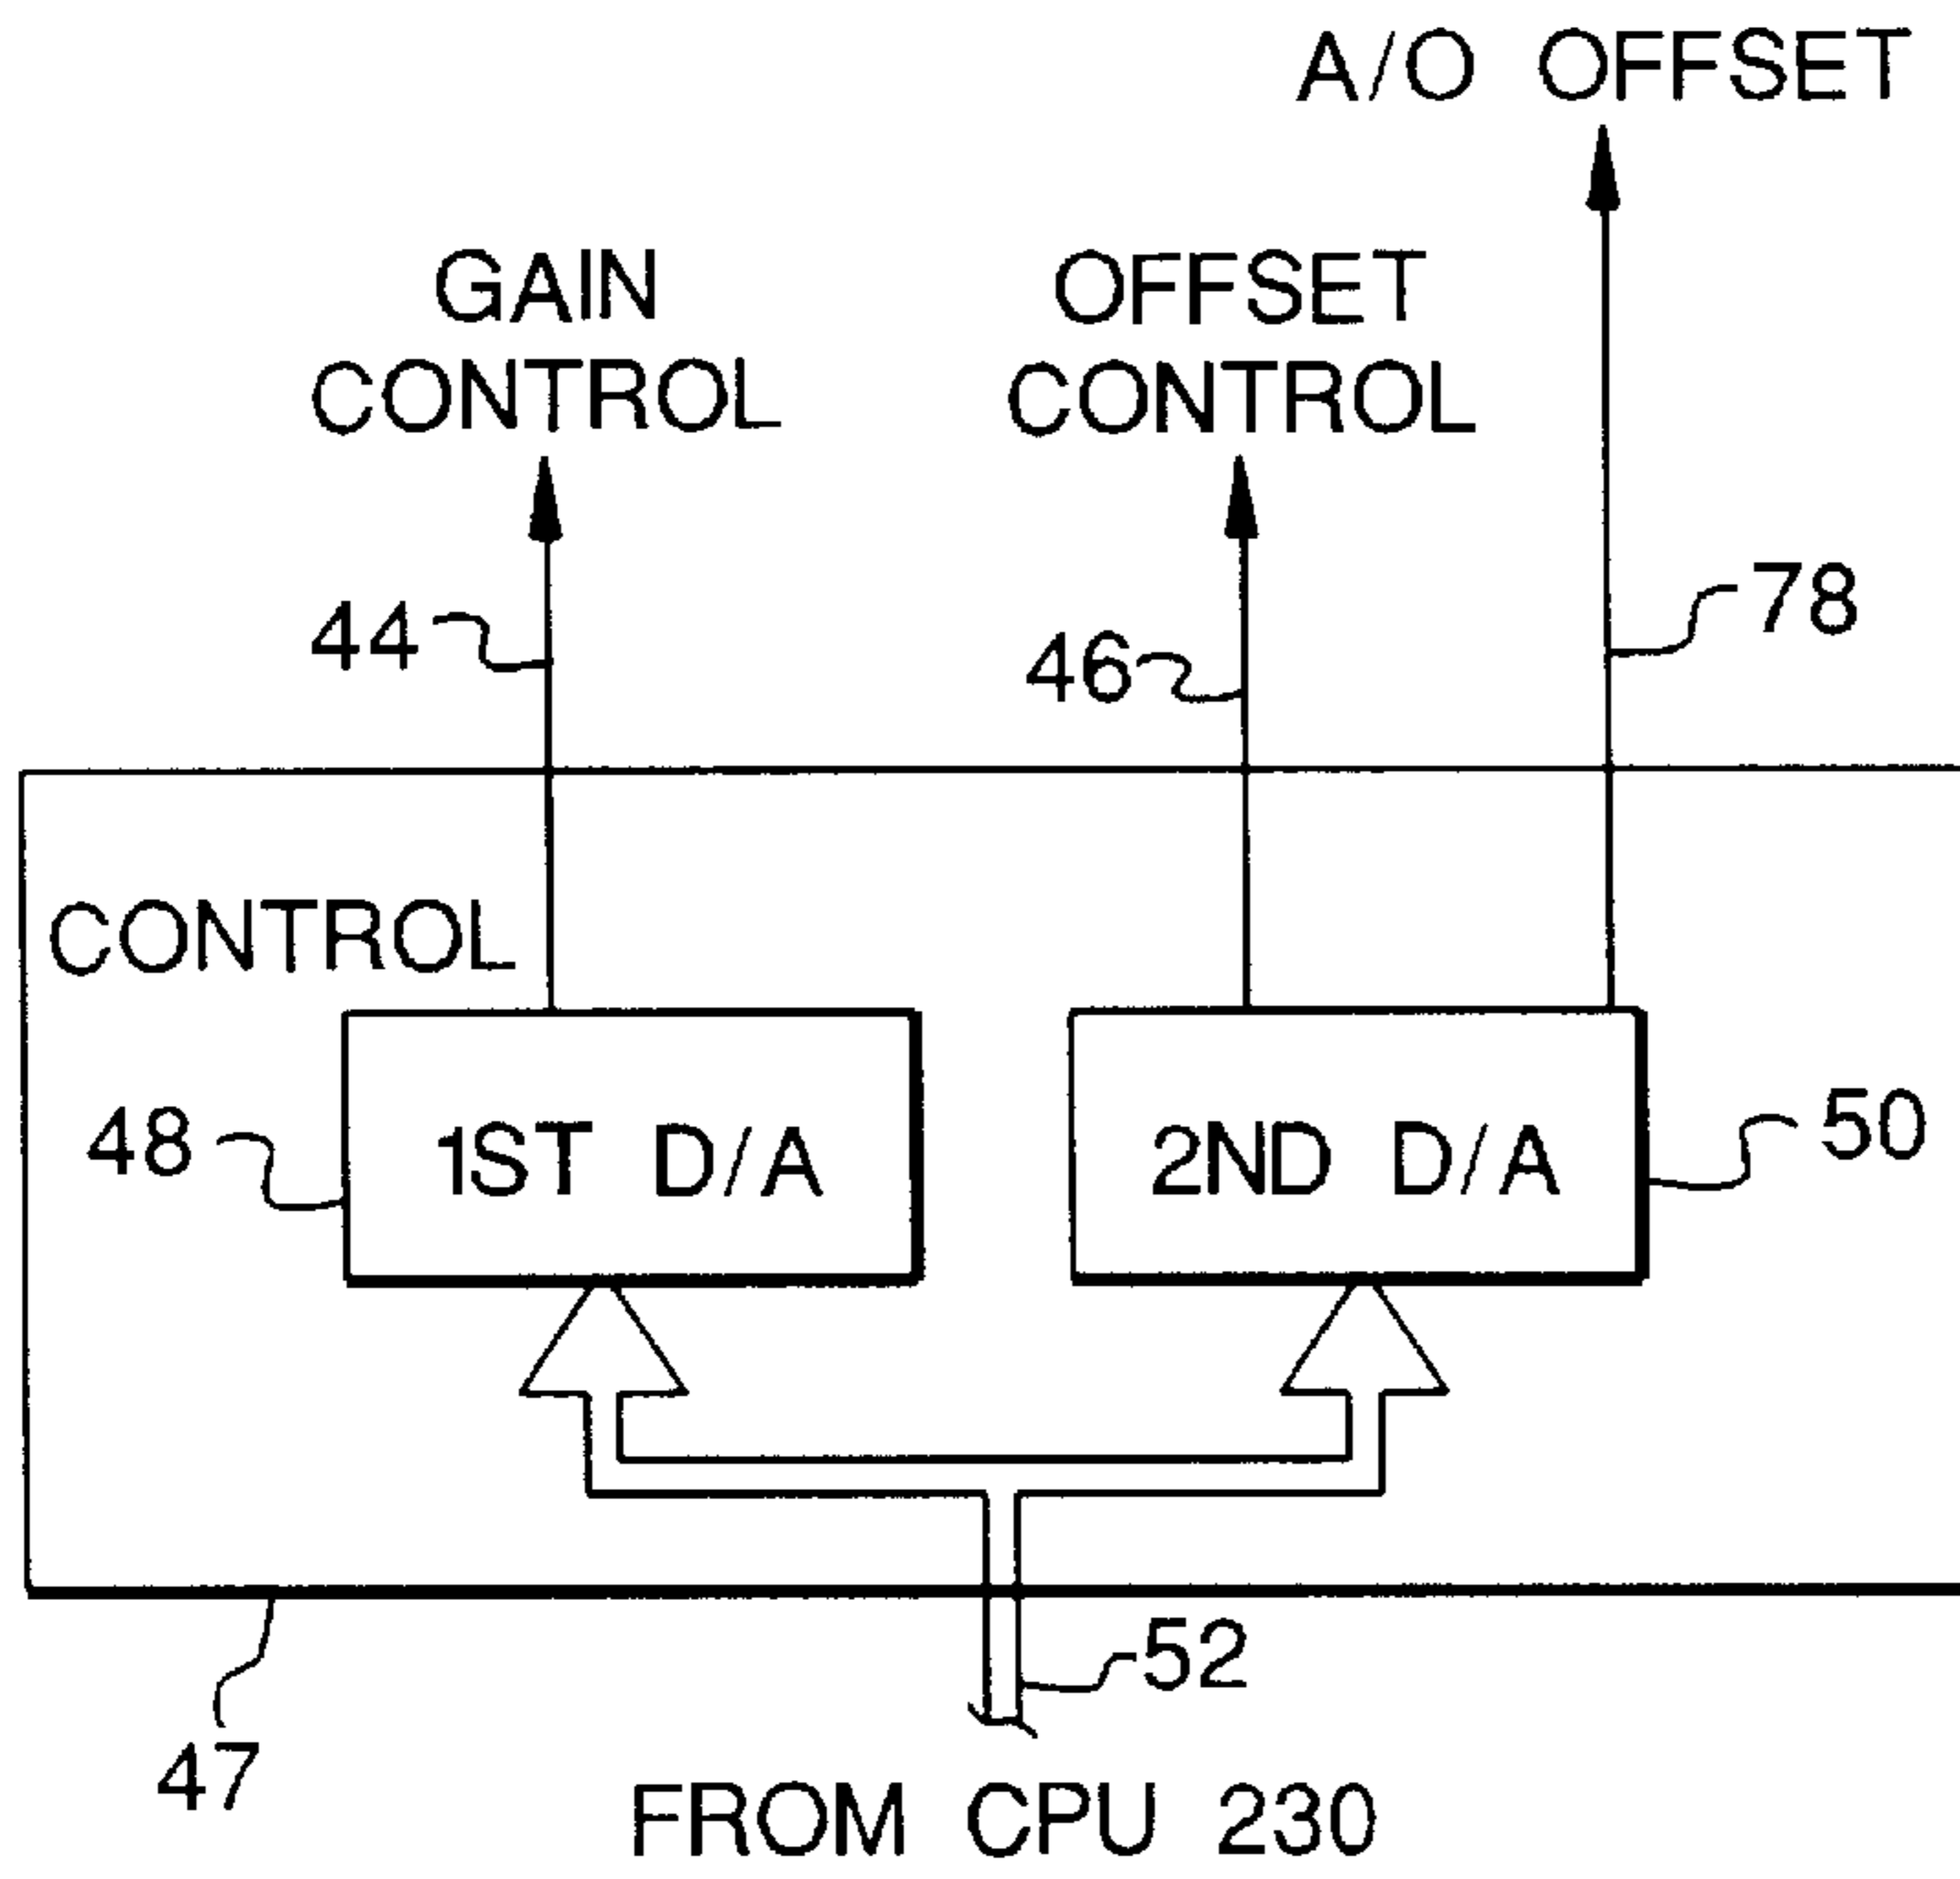 A/O OFFSET
GAIN
CONTROL
OFFSET
CONTROL
44
46
78
CONTROL
48
1ST D/A
2ND D/A
50
52
47
FROM CPU 230